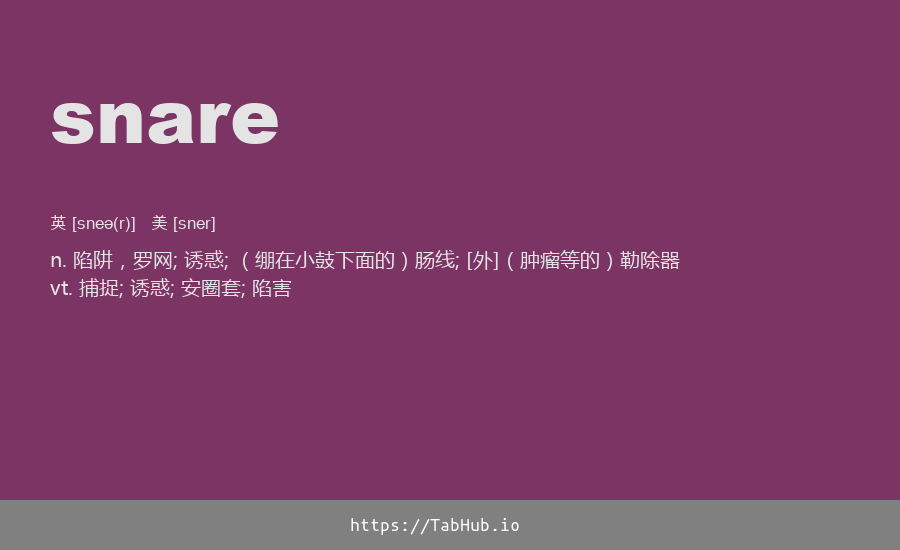 snare
英 [sneə(r)] 美 [sner]
n. 陷阱，罗网; 诱惑; （绷在小鼓下面的）肠线; [外]（肿瘤等的）勒除器
vt. 捕捉; 诱惑; 安圈套; 陷害
https://TabHub.io